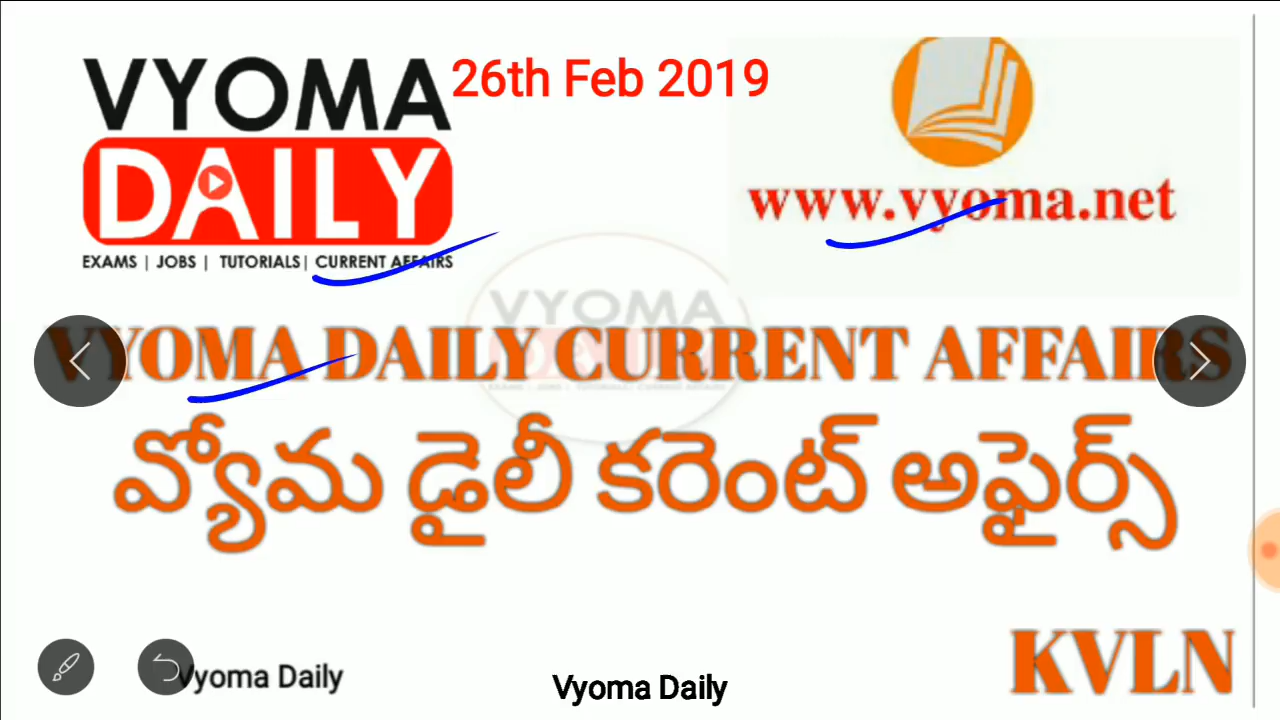 VYOMA
26th Feb 2019
DAILY
www.vyoma.net
EXAMS | JOBS | TUTORIALS| CURRENT AFFAIRS
VYOMA
VYOMA DAILY CURRENT AFFAIRS
వ్యోమ డైలీ కరెంట్ అఫైర్స్
KVLN
Vyoma Daily
Vyoma Daily